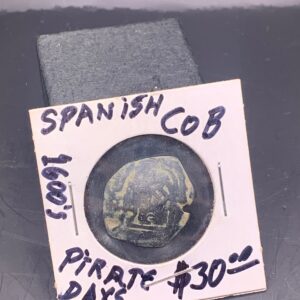 SPANISH COB
1600's
PIRATE $30.00
DAYS